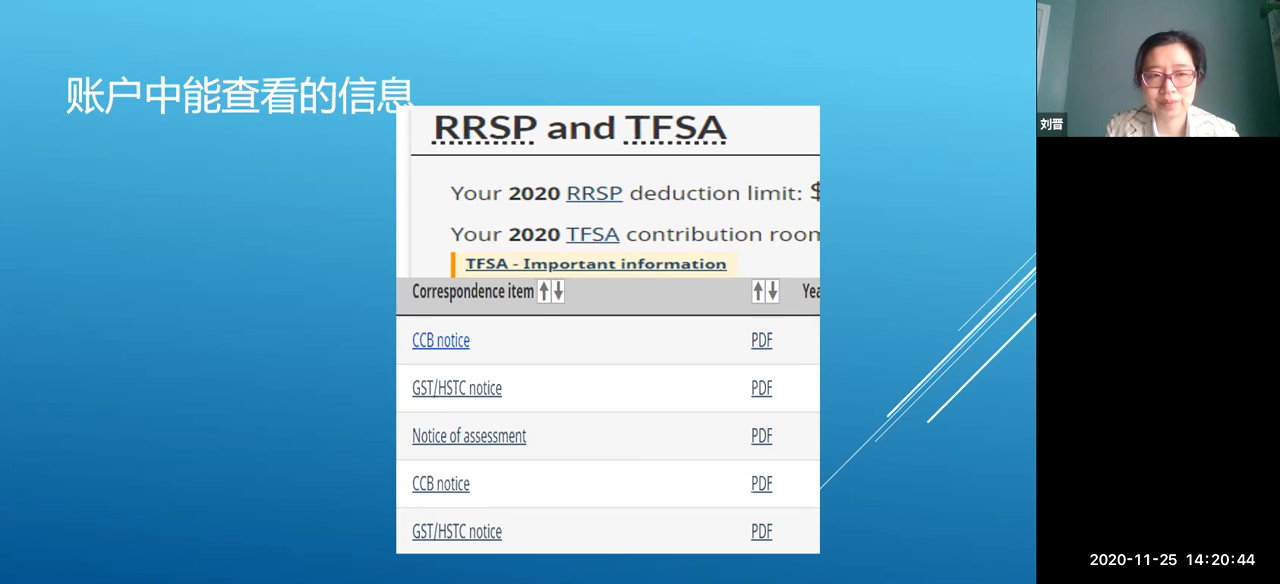 账户中能查看的信息
RRSP and TFSA
Your 2020 RRSP deduction limit: $
Your 2020 TFSA contribution room
TFSA - Important information
Correspondence item
CCB notice PDF
GST/HSTC notice PDF
Notice of assessment PDF
CCB notice PDF
GST/HSTC notice PDF
刘晋
2020-11-25 14:20:44